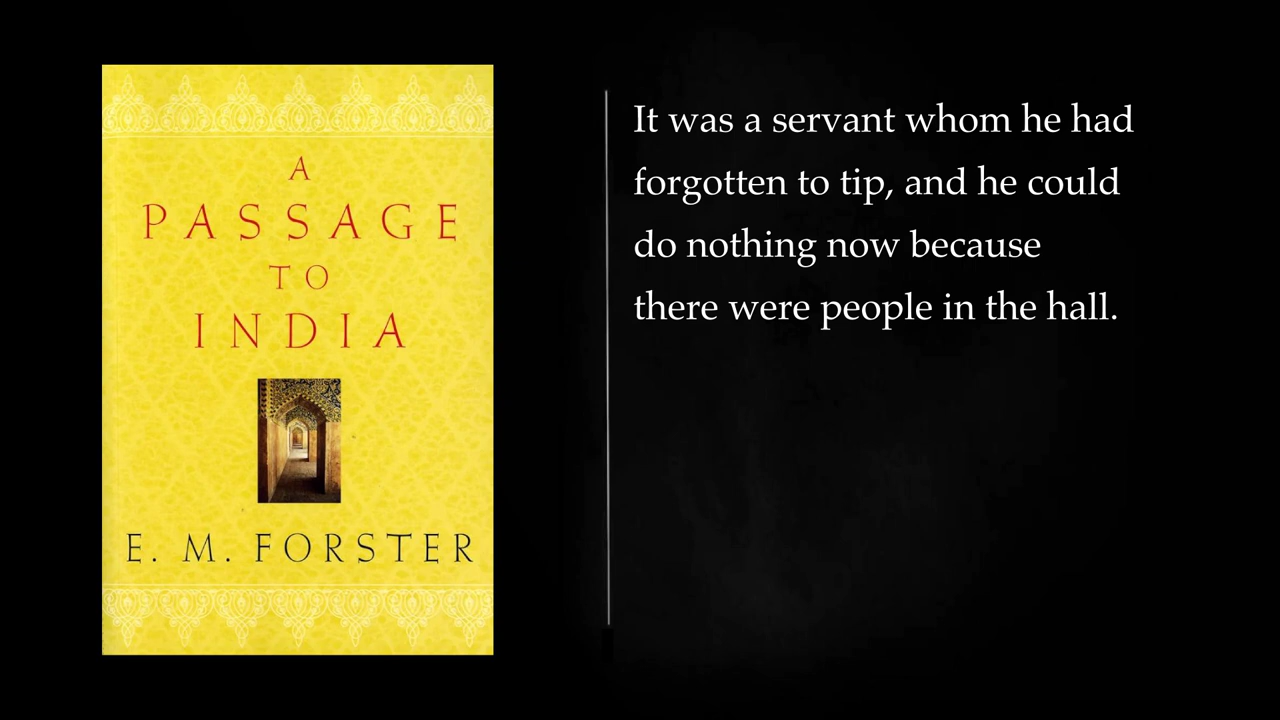 A
PASSAGE
TO
INDIA
E. M. FORSTER
It was a servant whom he had
forgotten to tip, and he could
do nothing now because
there were people in the hall.